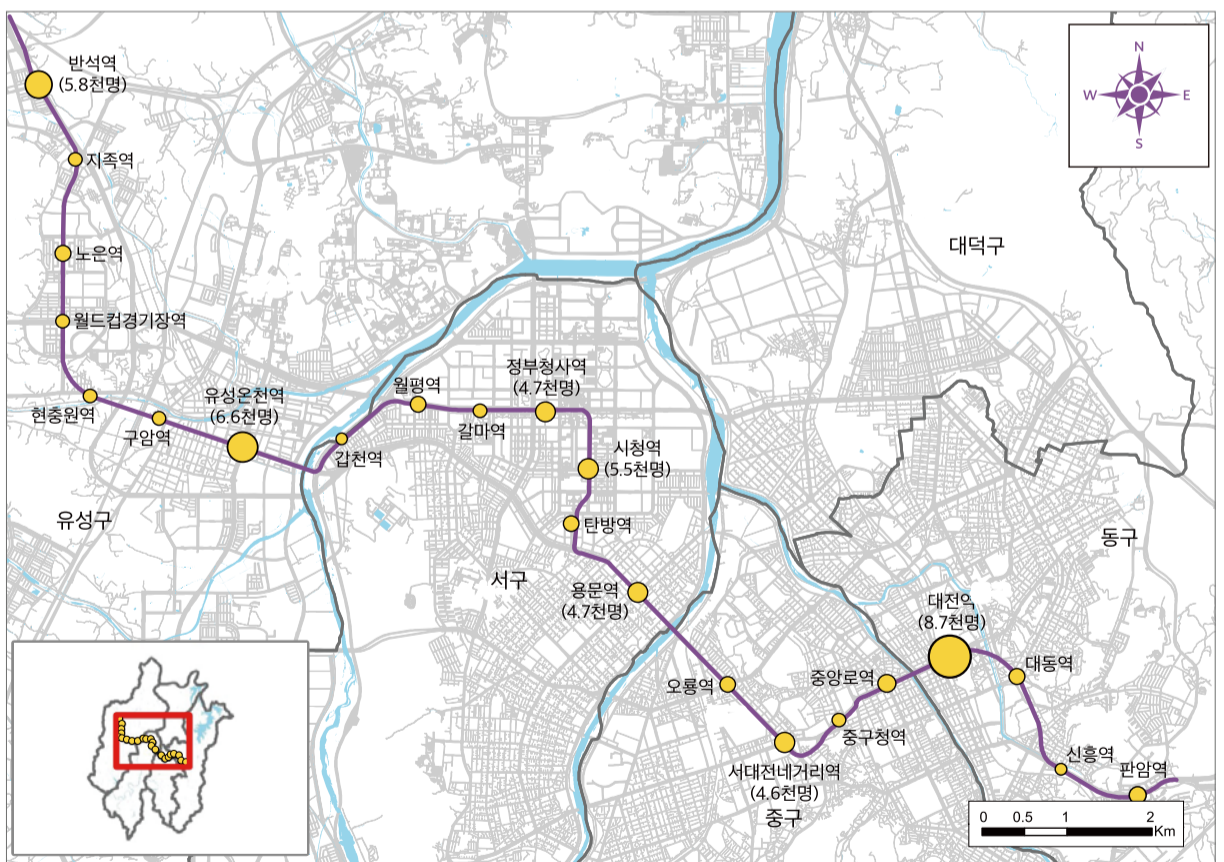 반석역
(5.8천명)
지족역
노은역
월드컵경기장역
현충원역
구암역
유성온천역
(6.6천명)
갑천역
월평역
갈마역
정부청사역
(4.7천명)
시청역
(5.5천명)
탄방역
용문역
(4.7천명)
오룡역
서대전네거리역
(4.6천명)
중구청역
중앙로역
대전역
(8.7천명)
대동역
신흥역
판암역
유성구
서구
중구
동구
대덕구
N
W
E
S
0 0.5 1 2
Km